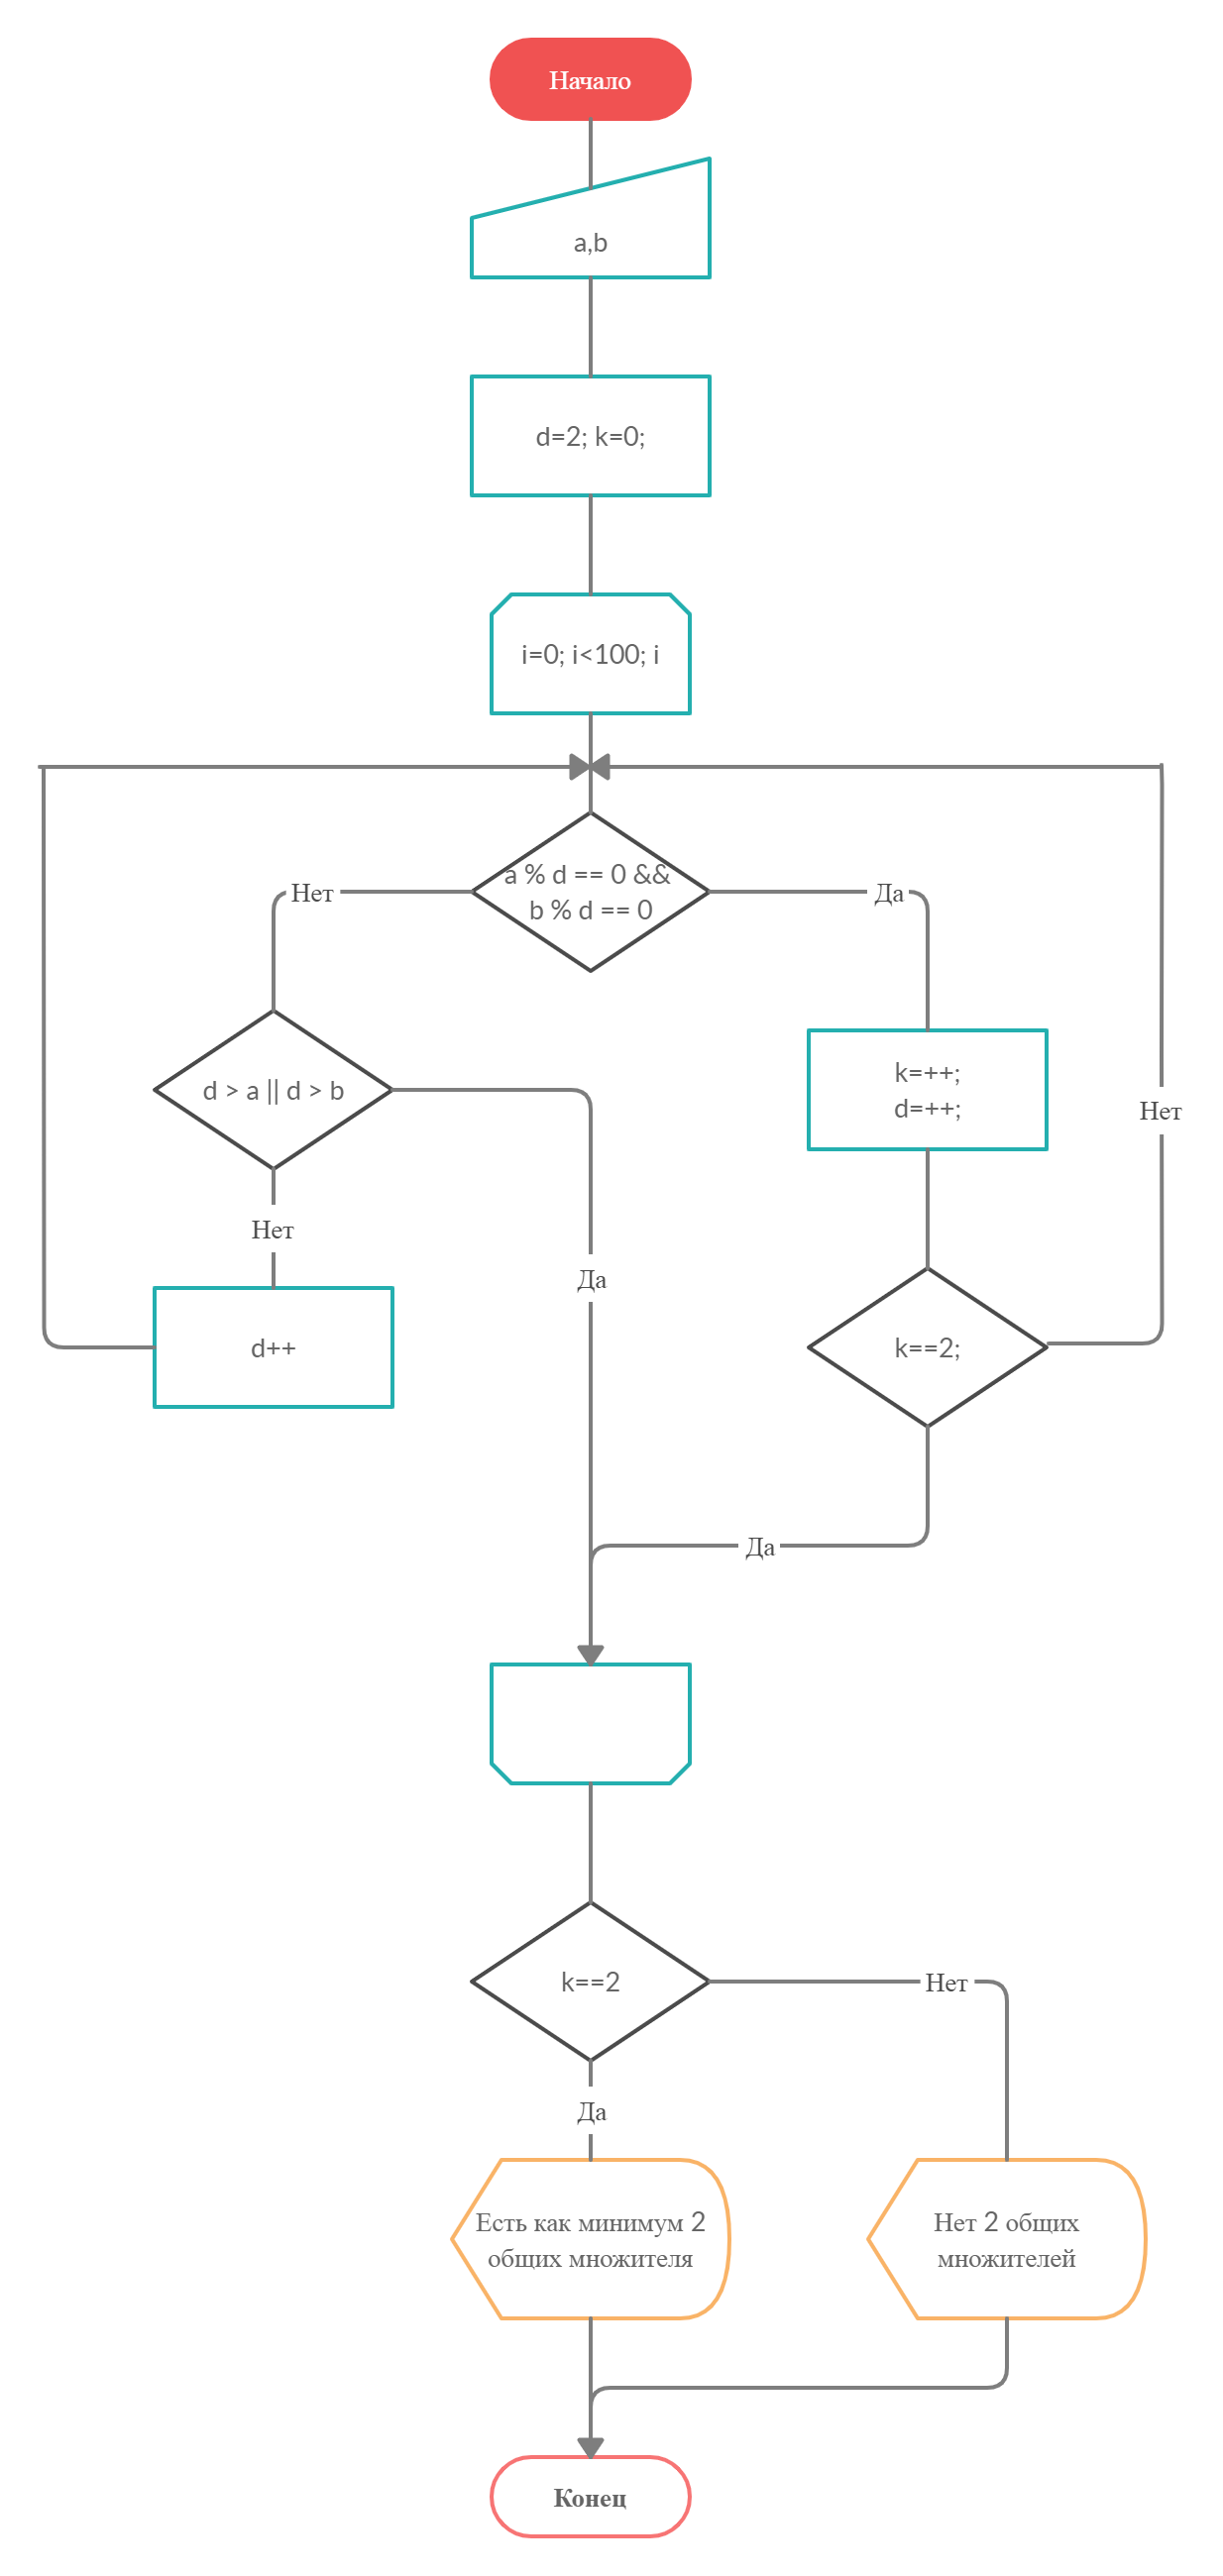 Начало
a,b
d=2; k=0;
i=0; i<100; i
a % d == 0 &&
b % d == 0
Нет
Да
d > a || d > b
k=++;
d=++;
Нет
Нет
Да
d++
k==2;
Да
k==2
Нет
Да
Есть как минимум 2
общих множителя
Нет 2 общих
множителей
Конец